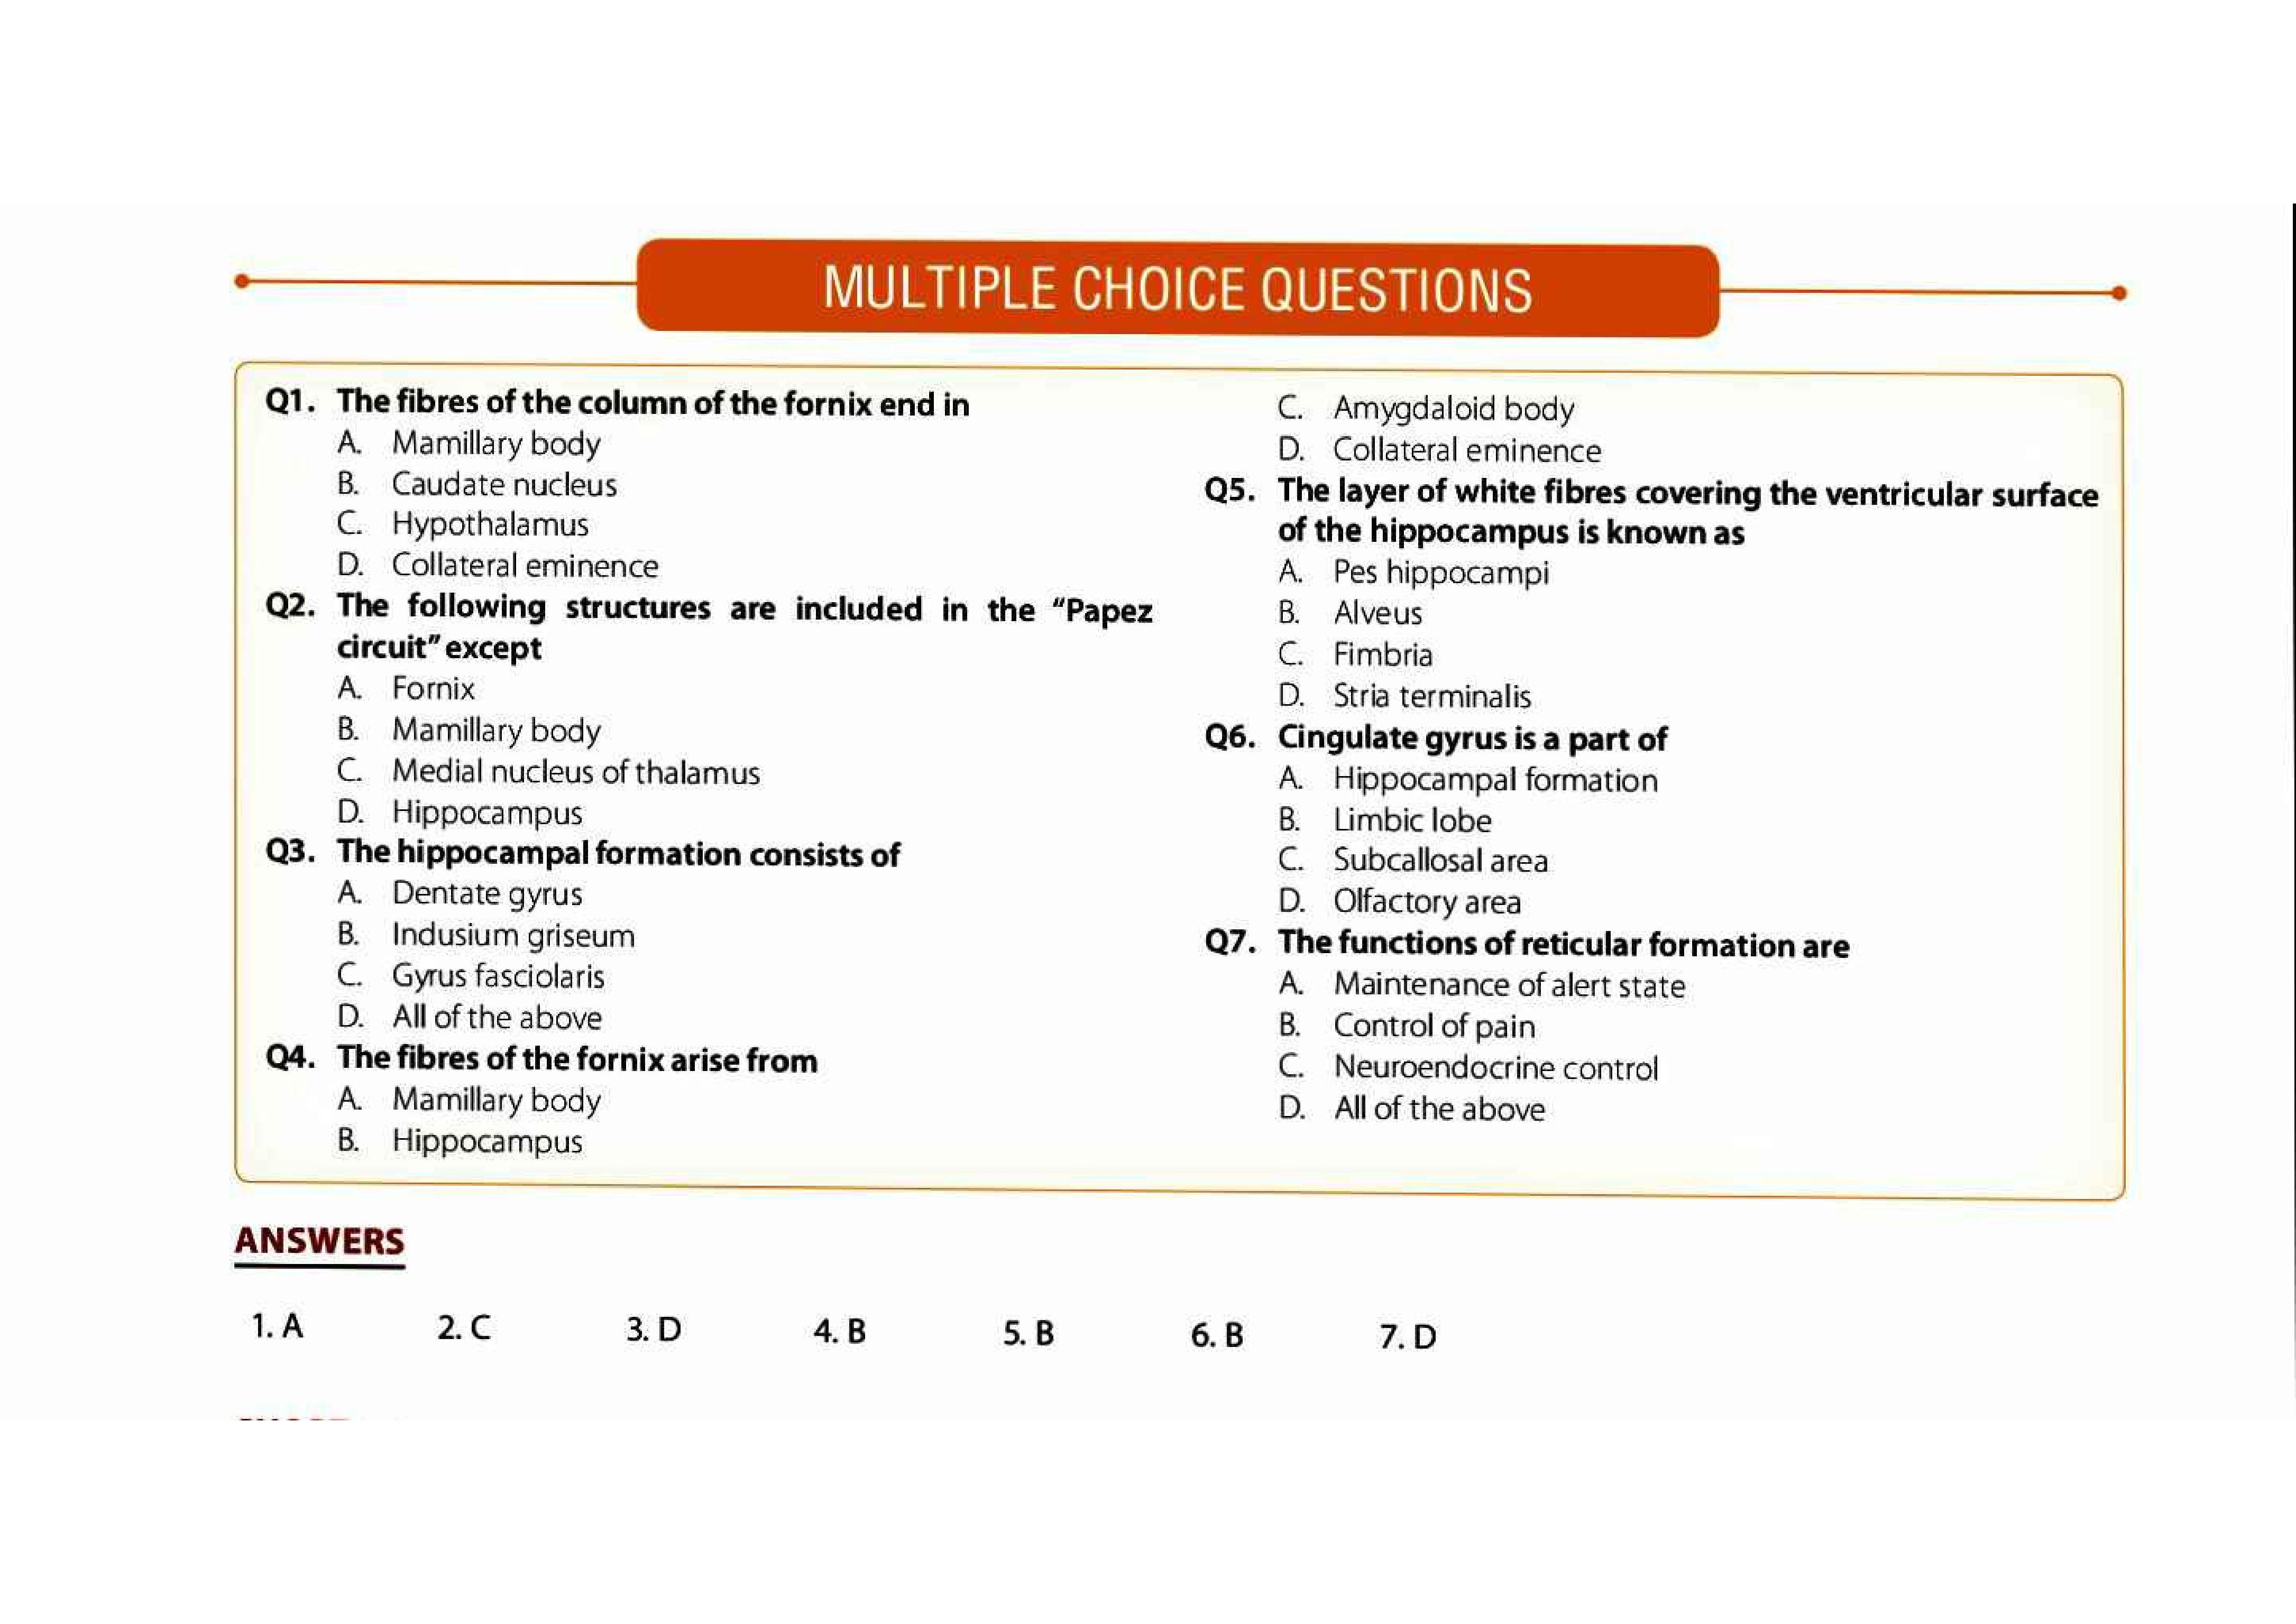 MULTIPLE CHOICE QUESTIONS
Q1. The fibres of the column of the fornix end in
A. Mamillary body
B. Caudate nucleus
C. Hypothalamus
D. Collateral eminence
Q2. The following structures are included in the "Papez
circuit" except
A. Fornix
B. Mamillary body
C. Medial nucleus of thalamus
D. Hippocampus
Q3. The hippocampal formation consists of
A. Dentate gyrus
B. Indusium griseum
C. Gyrus fasciolaris
D. All of the above
Q4. The fibres of the fornix arise from
A. Mamillary body
B. Hippocampus
C. Amygdaloid body
D. Collateral eminence
Q5. The layer of white fibres covering the ventricular surface
of the hippocampus is known as
A. Pes hippocampi
B. Alveus
C. Fimbria
D. Stria terminalis
Q6. Cingulate gyrus is a part of
A. Hippocampal formation
B. Limbic lobe
C. Subcallosal area
D. Olfactory area
Q7. The functions of reticular formation are
A. Maintenance of alert state
B. Control of pain
C. Neuroendocrine control
D. All of the above
ANSWERS
1. A 2. C 3. D 4. B 5. B 6. B 7. D